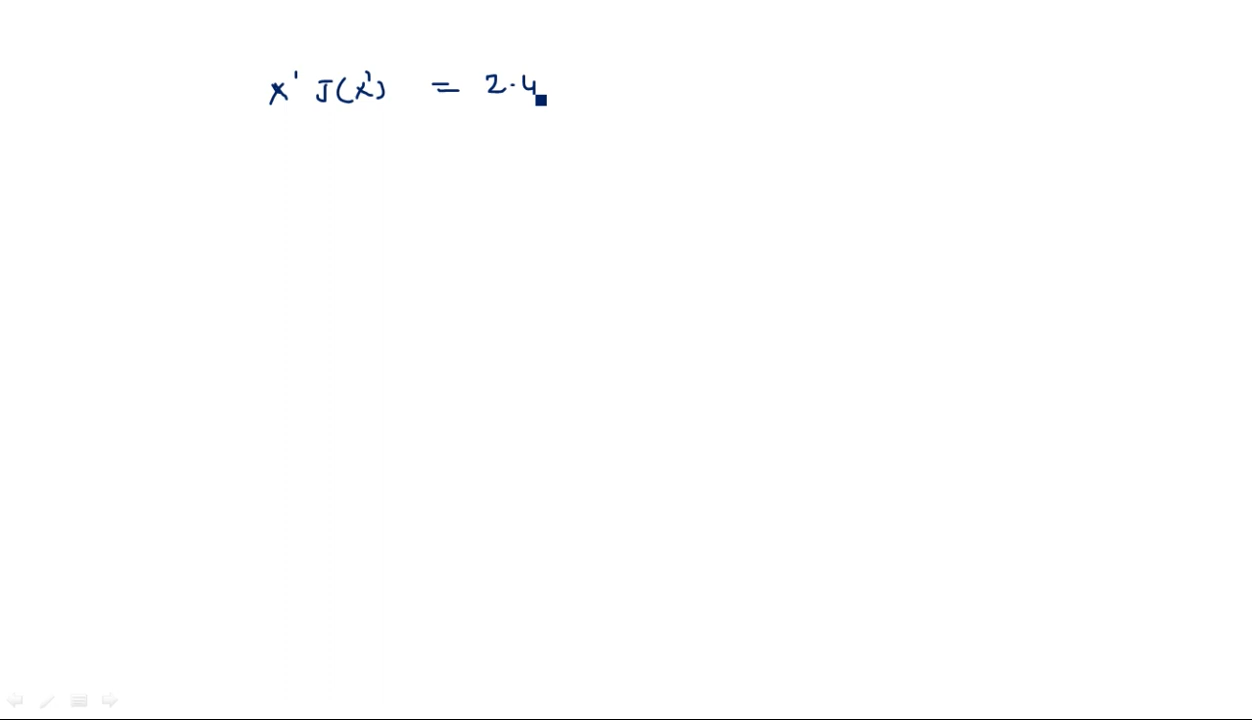 x' J(x') = 2.4